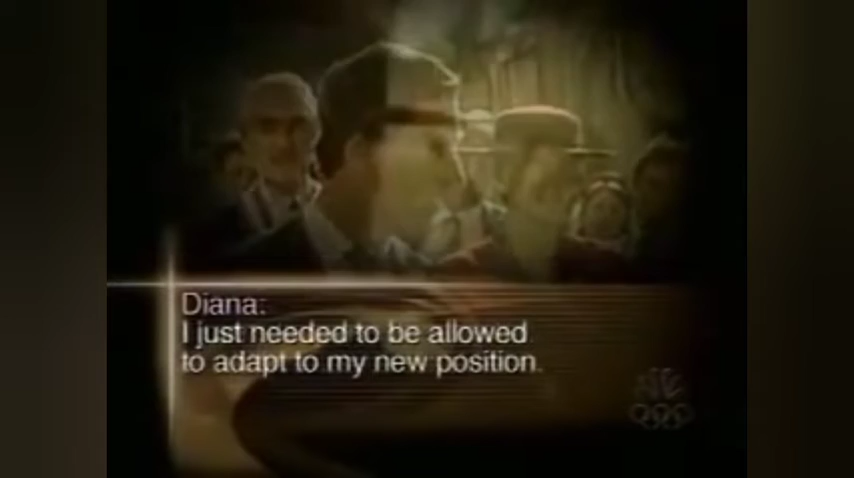 Diana:
I just needed to be allowed
to adapt to my new position.